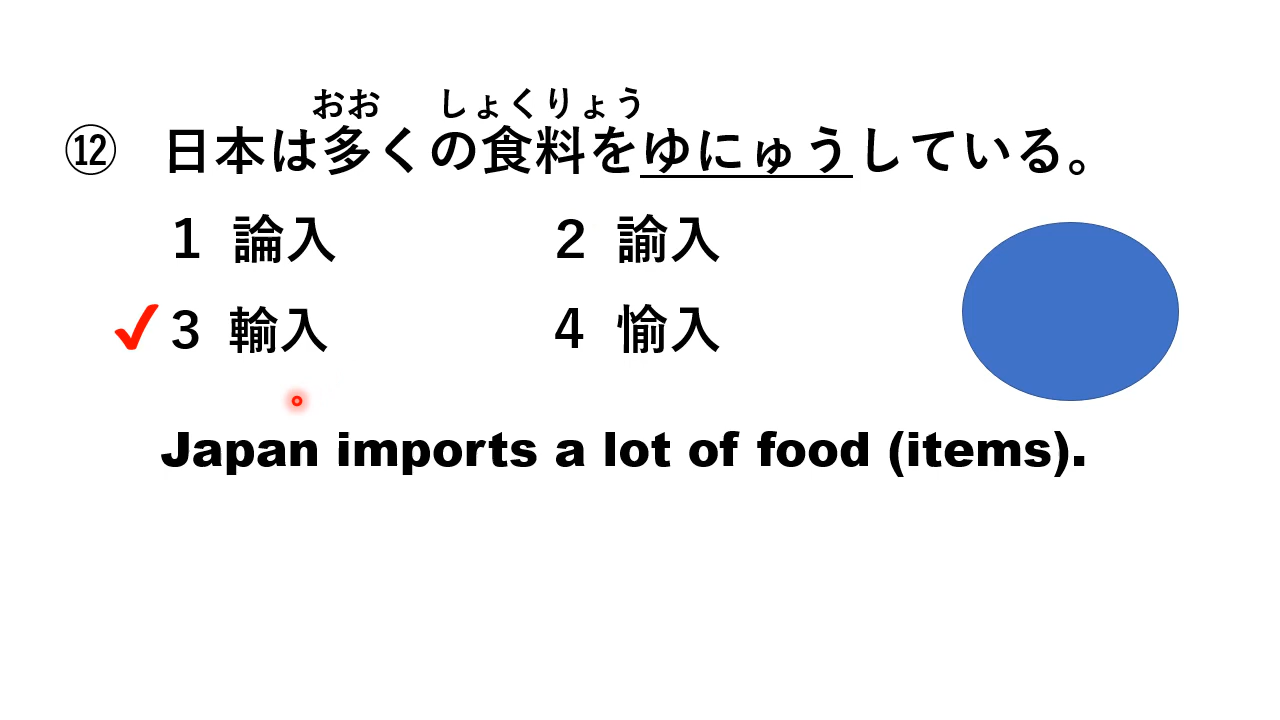 おお しょくりょう
⑫ 日本は多くの食料をゆにゅうしている。
1 論入 2 諭入
3 輸入 4 愉入
Japan imports a lot of food (items).